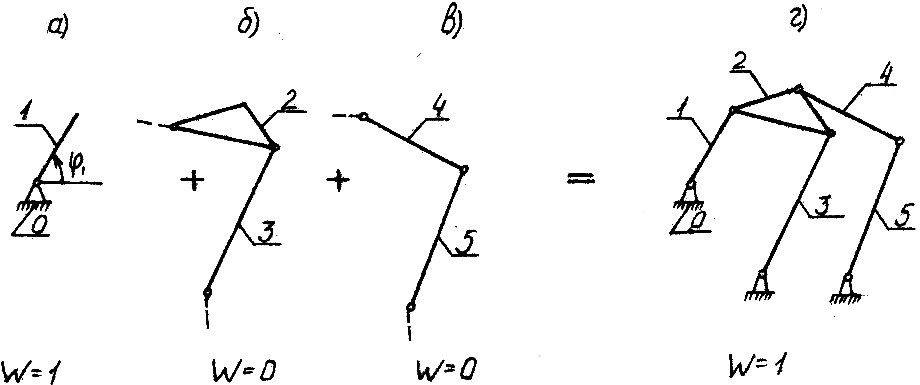 а) б) в) г)
1 φ₁ 0
2 3
4 5
+ + =
1 2 4 3 5 0
W=1 W=0 W=0 W=1